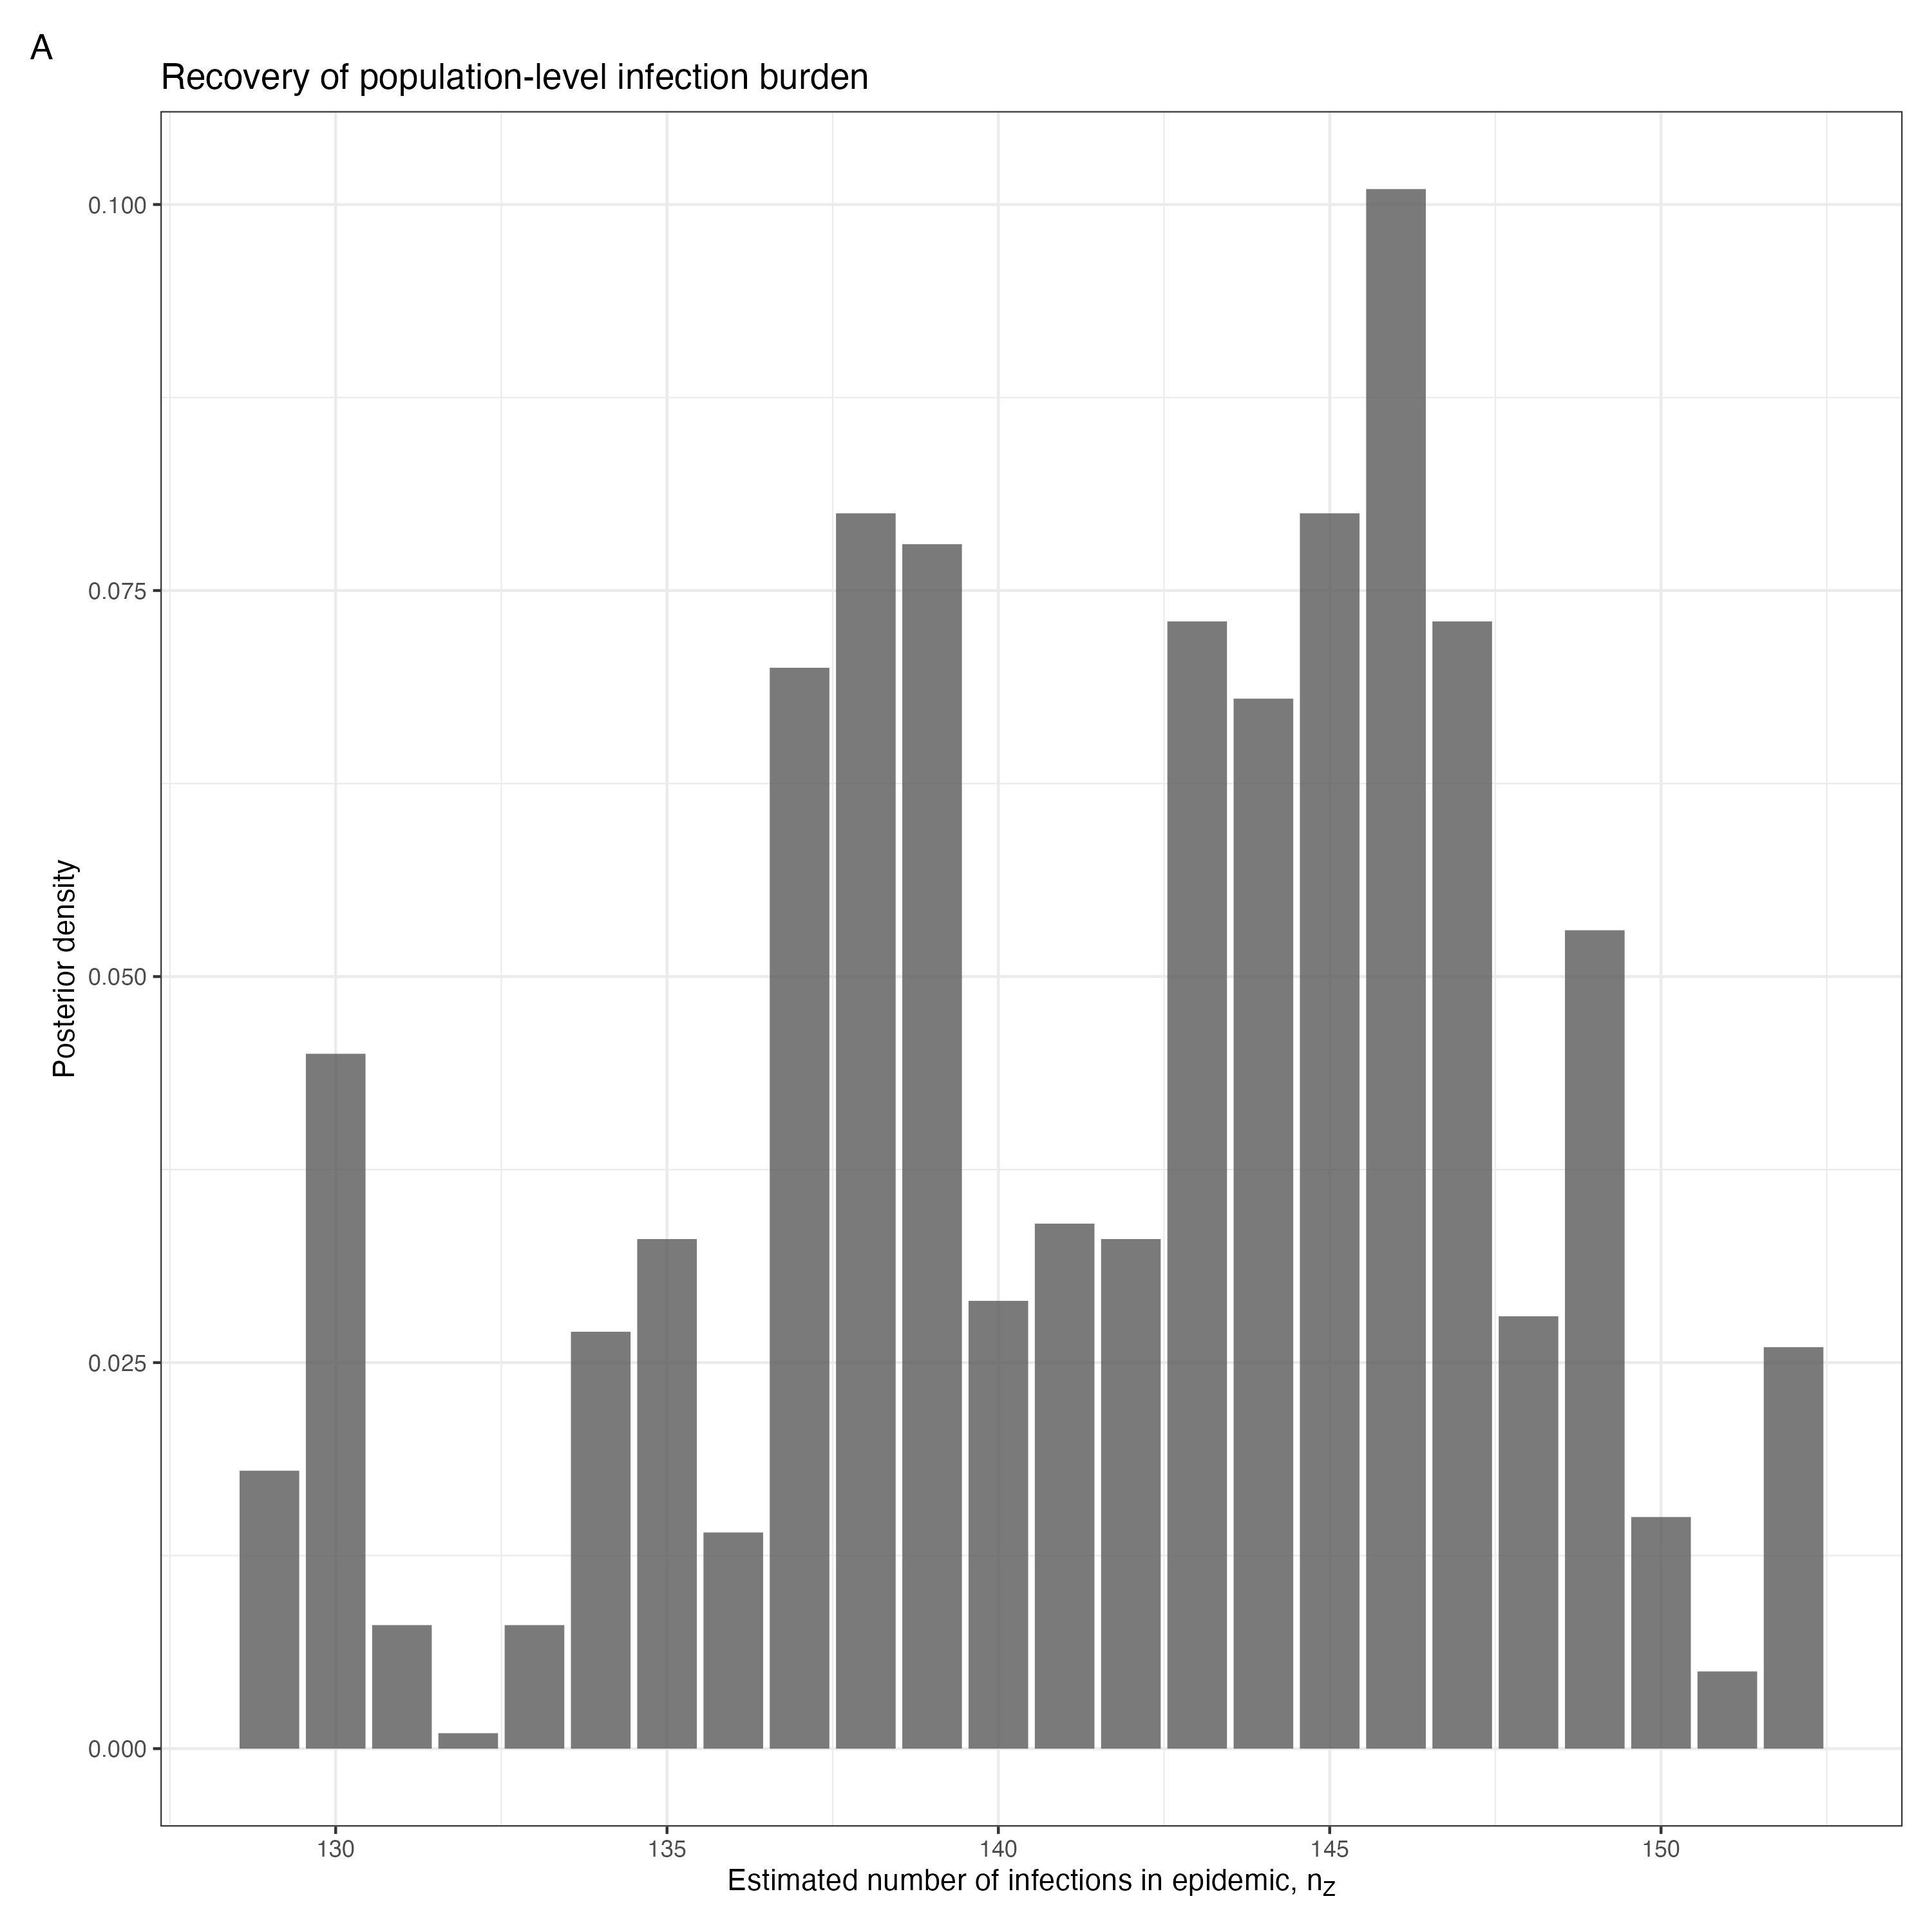 A
Recovery of population-level infection burden
Posterior density
0.100
0.075
0.050
0.025
0.000
130 135 140 145 150
Estimated number of infections in epidemic, nZ